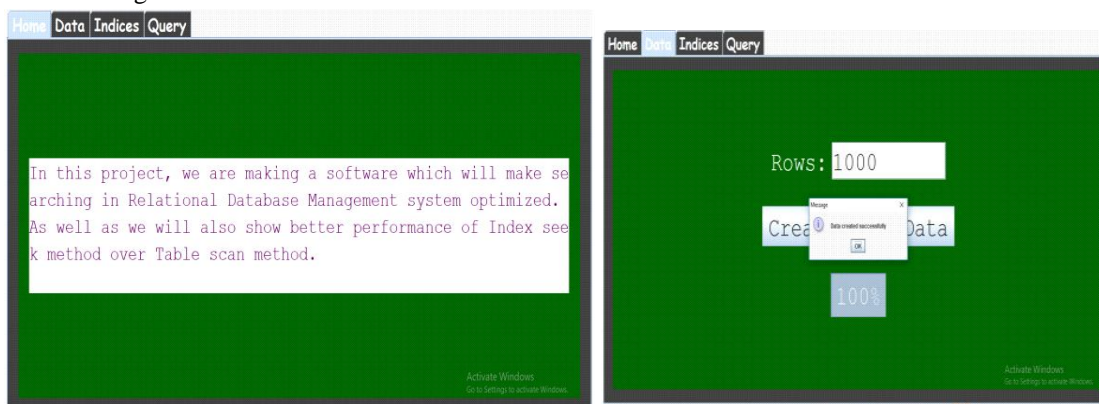 Home Data Indices Query
In this project, we are making a software which will make se
arching in Relational Database Management system optimized.
As well as we will also show better performance of Index see
k method over Table scan method.
Activate Windows
Go to Settings to activate Windows.
Home Data Indices Query
Rows: 1000
Message X
Data created successfully
OK
Crea Data
100%
Activate Windows
Go to Settings to activate Windows.